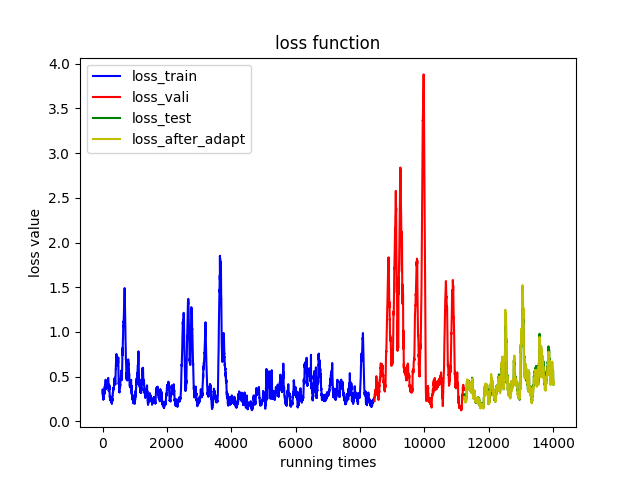 loss function
loss_train
loss_vali
loss_test
loss_after_adapt
4.0
3.5
3.0
2.5
2.0
1.5
1.0
0.5
0.0
loss value
0 2000 4000 6000 8000 10000 12000 14000
running times